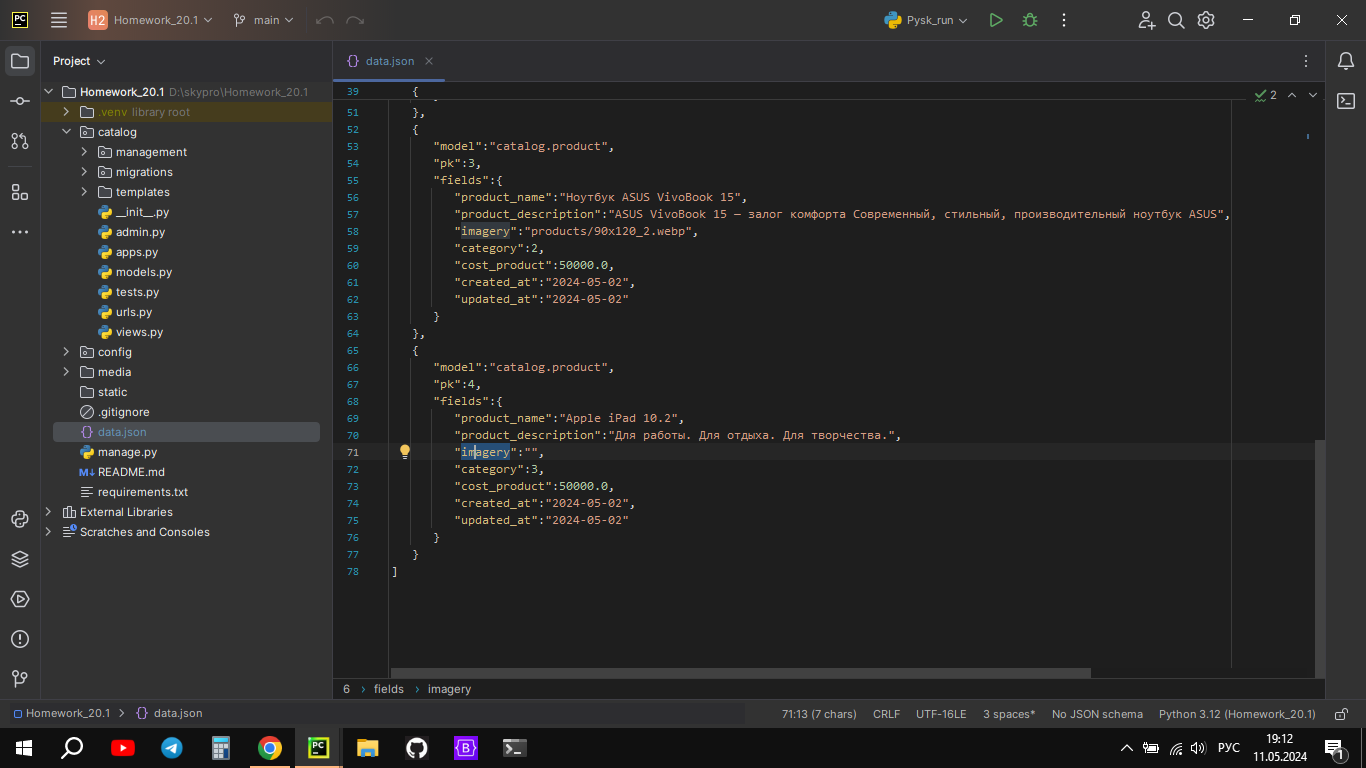 PC
H2 Homework_20.1
main
Pysk_run
Project
data.json
Homework_20.1 D:\skypro\Homework_20.1
.venv library root
catalog
management
migrations
templates
__init__.py
admin.py
apps.py
models.py
tests.py
urls.py
views.py
config
media
static
.gitignore
data.json
manage.py
M↓ README.md
requirements.txt
External Libraries
Scratches and Consoles
39 {
2
51 },
52 {
53 "model":"catalog.product",
54 "pk":3,
55 "fields":{
56 "product_name":"Ноутбук ASUS VivoBook 15",
57 "product_description":"ASUS VivoBook 15 — залог комфорта Современный, стильный, производительный ноутбук ASUS",
58 "imagery":"products/90x120_2.webp",
59 "category":2,
60 "cost_product":50000.0,
61 "created_at":"2024-05-02",
62 "updated_at":"2024-05-02"
63 }
64 },
65 {
66 "model":"catalog.product",
67 "pk":4,
68 "fields":{
69 "product_name":"Apple iPad 10.2",
70 "product_description":"Для работы. Для отдыха. Для творчества.",
71 "imagery":"",
72 "category":3,
73 "cost_product":50000.0,
74 "created_at":"2024-05-02",
75 "updated_at":"2024-05-02"
76 }
77 }
78 ]
6 › fields › imagery
Homework_20.1 › data.json
71:13 (7 chars) CRLF UTF-16LE 3 spaces* No JSON schema Python 3.12 (Homework_20.1)
PC
B
РУС
19:12
11.05.2024
1